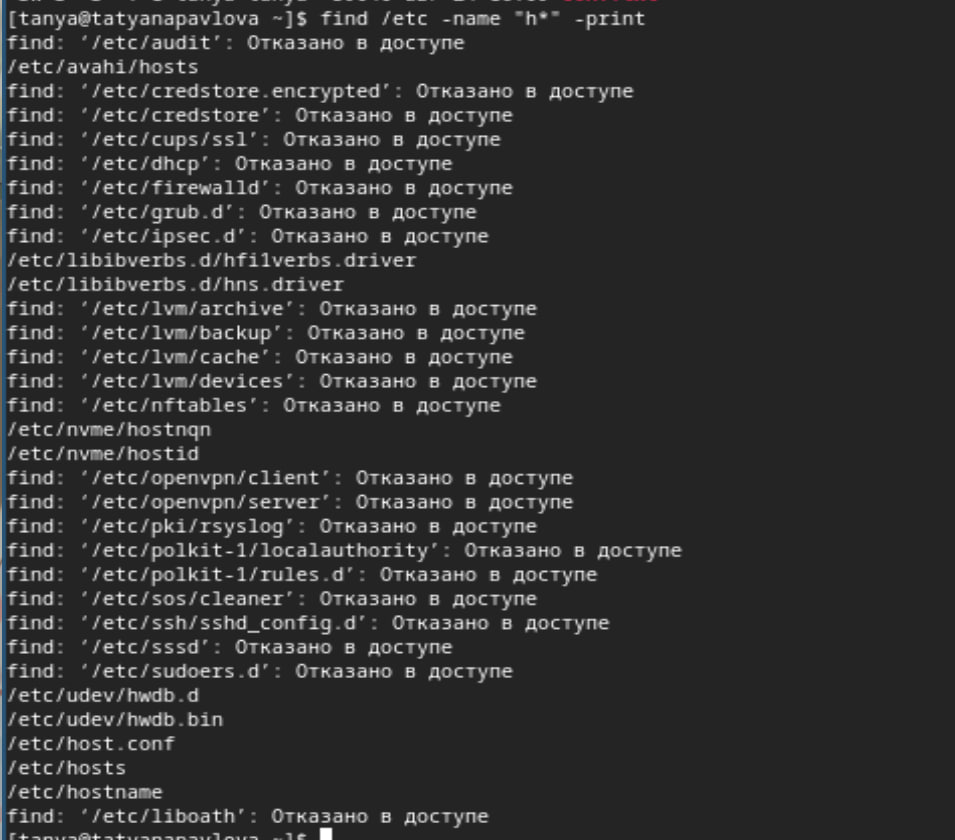 [tanya@tatyanapavlova ~]$ find /etc -name "h*" -print
find: ‘/etc/audit’: Отказано в доступе
/etc/avahi/hosts
find: ‘/etc/credstore.encrypted’: Отказано в доступе
find: ‘/etc/credstore’: Отказано в доступе
find: ‘/etc/cups/ssl’: Отказано в доступе
find: ‘/etc/dhcp’: Отказано в доступе
find: ‘/etc/firewalld’: Отказано в доступе
find: ‘/etc/grub.d’: Отказано в доступе
find: ‘/etc/ipsec.d’: Отказано в доступе
/etc/libibverbs.d/hfi1verbs.driver
/etc/libibverbs.d/hns.driver
find: ‘/etc/lvm/archive’: Отказано в доступе
find: ‘/etc/lvm/backup’: Отказано в доступе
find: ‘/etc/lvm/cache’: Отказано в доступе
find: ‘/etc/lvm/devices’: Отказано в доступе
find: ‘/etc/nftables’: Отказано в доступе
/etc/nvme/hostnqn
/etc/nvme/hostid
find: ‘/etc/openvpn/client’: Отказано в доступе
find: ‘/etc/openvpn/server’: Отказано в доступе
find: ‘/etc/pki/rsyslog’: Отказано в доступе
find: ‘/etc/polkit-1/localauthority’: Отказано в доступе
find: ‘/etc/polkit-1/rules.d’: Отказано в доступе
find: ‘/etc/sos/cleaner’: Отказано в доступе
find: ‘/etc/ssh/sshd_config.d’: Отказано в доступе
find: ‘/etc/sssd’: Отказано в доступе
find: ‘/etc/sudoers.d’: Отказано в доступе
/etc/udev/hwdb.d
/etc/udev/hwdb.bin
/etc/host.conf
/etc/hosts
/etc/hostname
find: ‘/etc/liboath’: Отказано в доступе
[tanya@tatyanapavlova ~]$